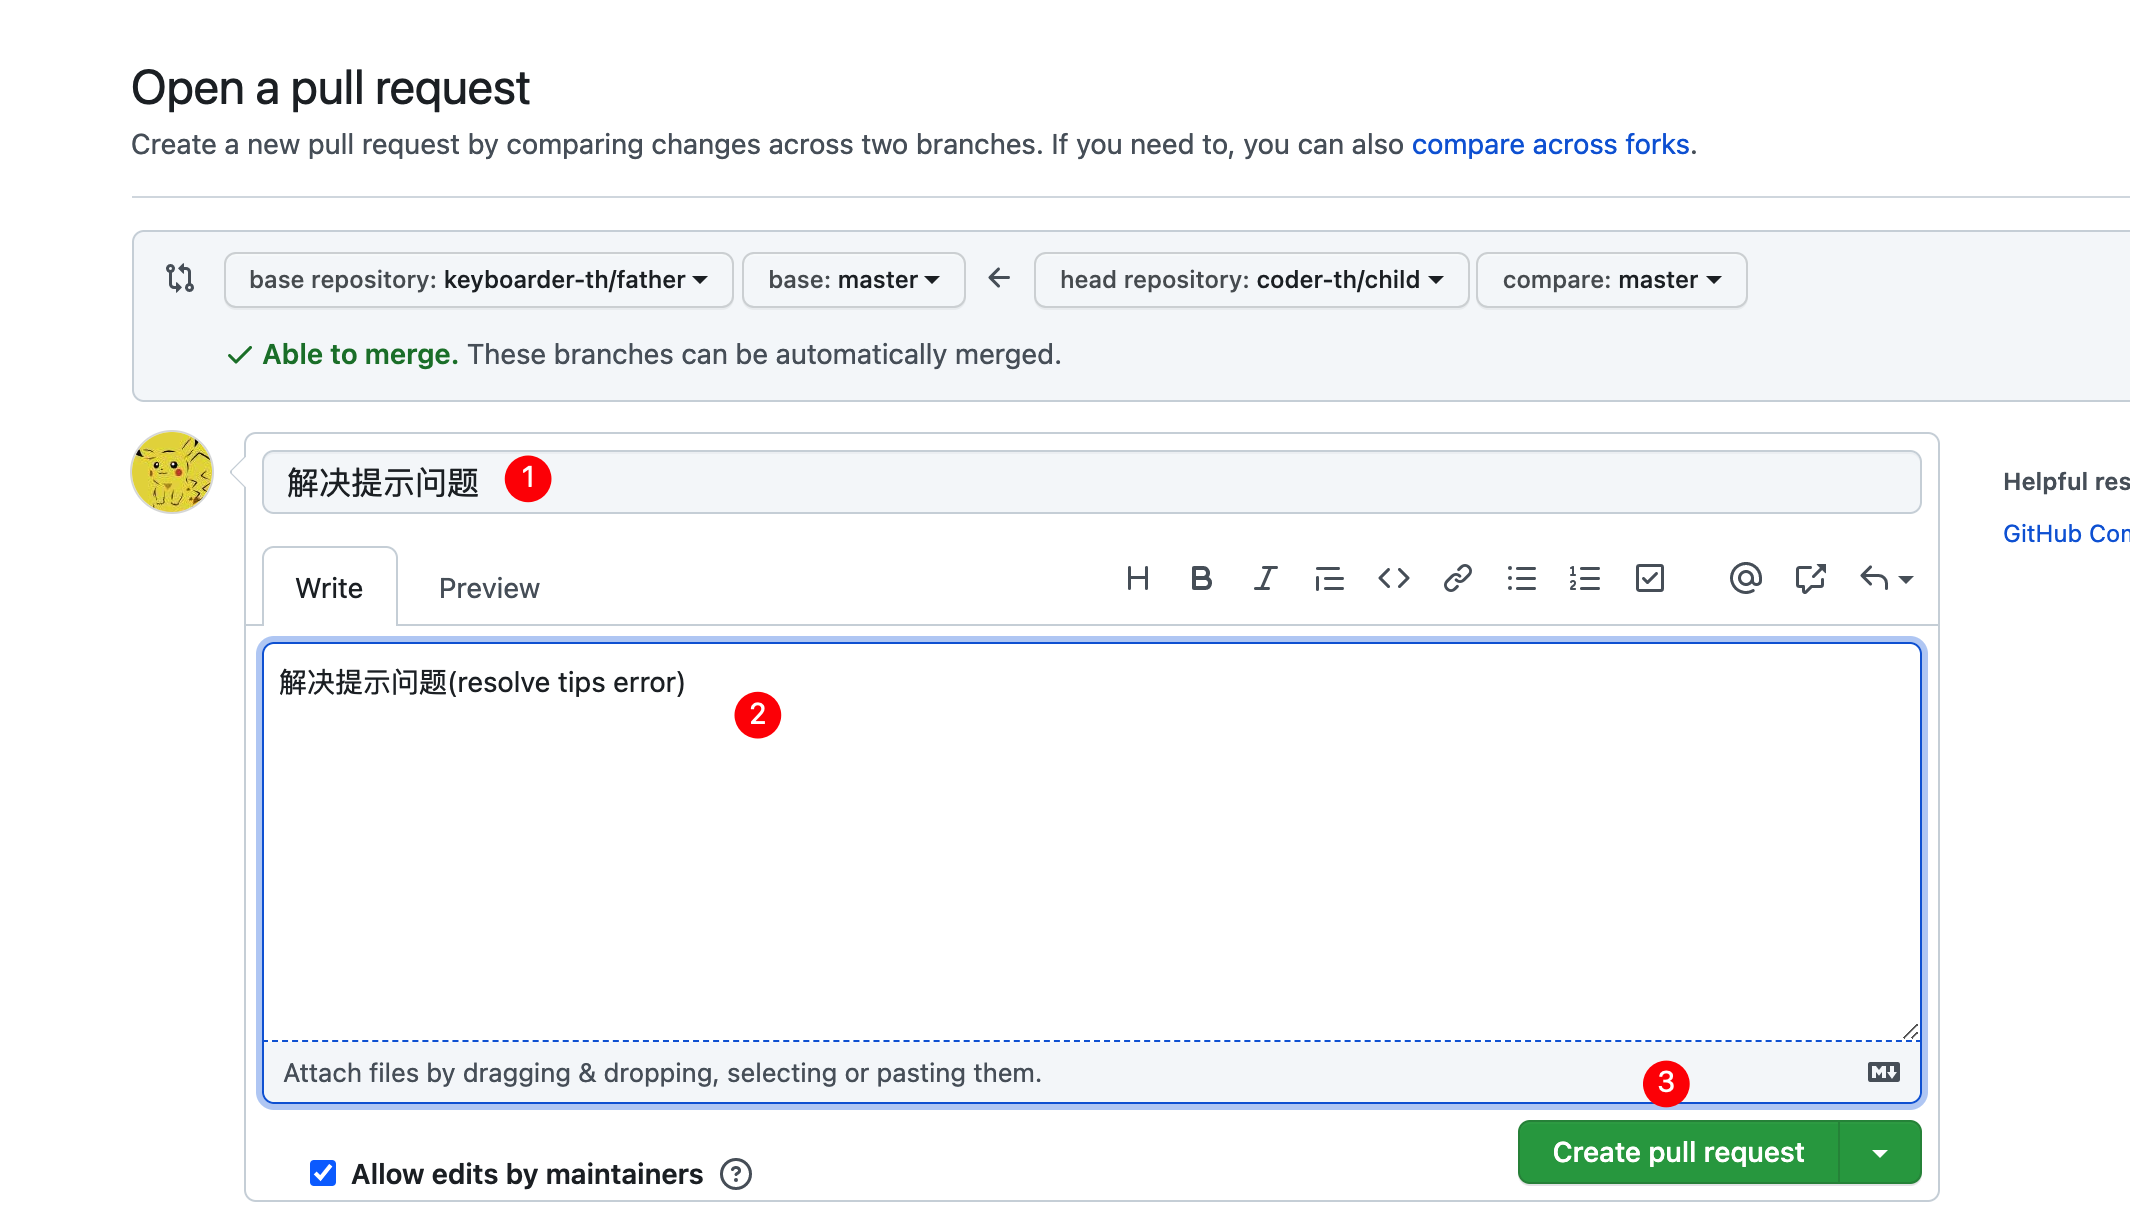 Open a pull request
Create a new pull request by comparing changes across two branches. If you need to, you can also compare across forks.
base repository: keyboarder-th/father base: master ← head repository: coder-th/child compare: master
Able to merge. These branches can be automatically merged.
解决提示问题 1
Helpful res
GitHub Con
Write Preview
解决提示问题(resolve tips error)
2
Attach files by dragging & dropping, selecting or pasting them.
3
Create pull request
Allow edits by maintainers